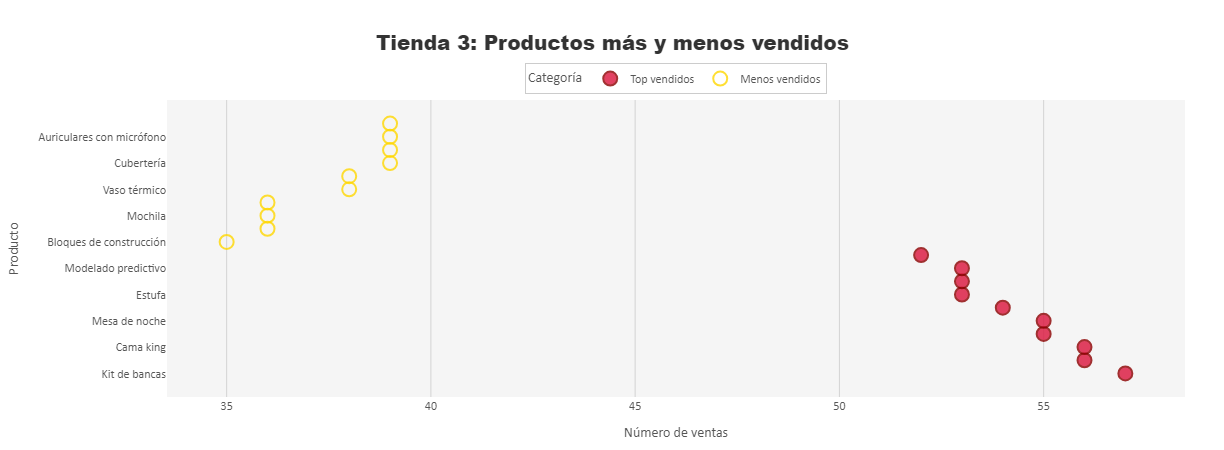 Tienda 3: Productos más y menos vendidos
Categoría Top vendidos Menos vendidos
Producto
Auriculares con micrófono
Cubertería
Vaso térmico
Mochila
Bloques de construcción
Modelado predictivo
Estufa
Mesa de noche
Cama king
Kit de bancas
35 40 45 50 55
Número de ventas